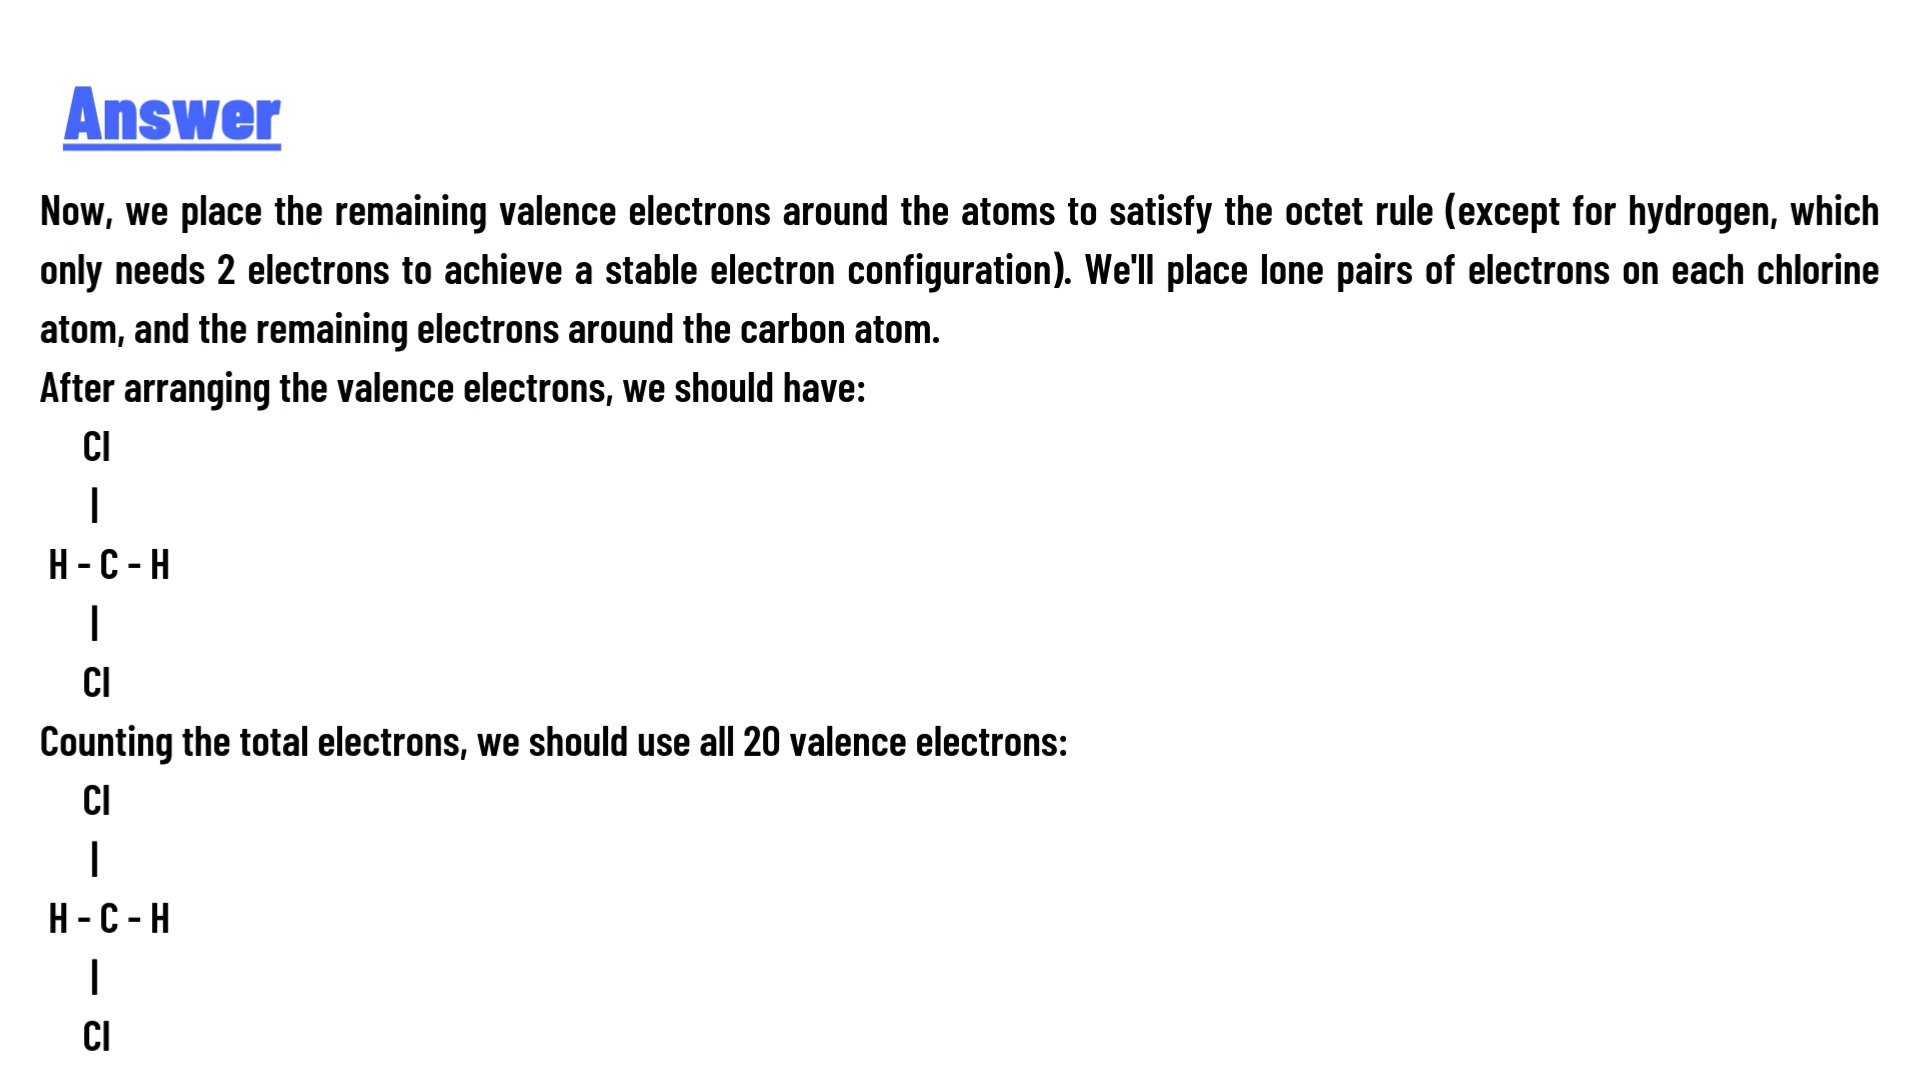 Answer
Now, we place the remaining valence electrons around the atoms to satisfy the octet rule (except for hydrogen, which
only needs 2 electrons to achieve a stable electron configuration). We'll place lone pairs of electrons on each chlorine
atom, and the remaining electrons around the carbon atom.
After arranging the valence electrons, we should have:
Cl
|
H - C - H
|
Cl
Counting the total electrons, we should use all 20 valence electrons:
Cl
|
H - C - H
|
Cl